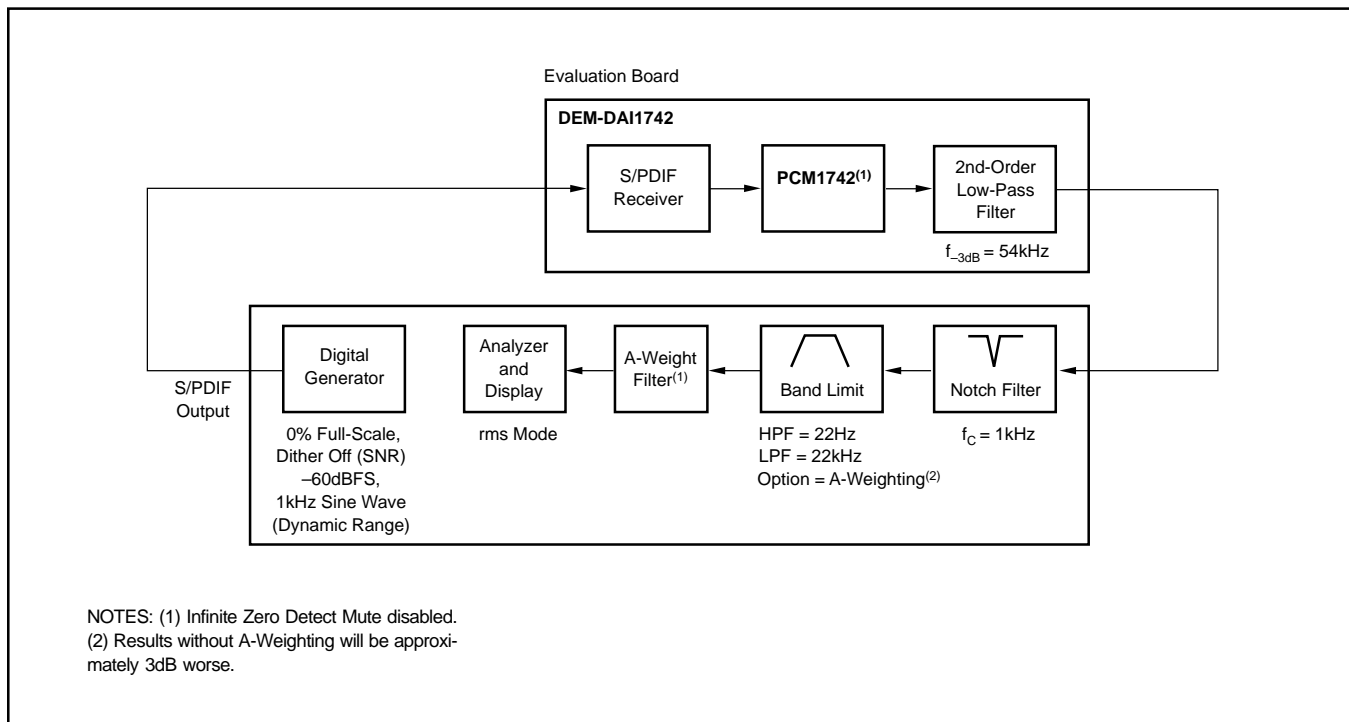 Evaluation Board
DEM-DAI1742
S/PDIF
Receiver
PCM1742(1)
2nd-Order
Low-Pass
Filter
f–3dB = 54kHz
S/PDIF
Output
Digital
Generator
0% Full-Scale,
Dither Off (SNR)
–60dBFS,
1kHz Sine Wave
(Dynamic Range)
Analyzer
and
Display
rms Mode
A-Weight
Filter(1)
Band Limit
HPF = 22Hz
LPF = 22kHz
Option = A-Weighting(2)
Notch Filter
fC = 1kHz
NOTES: (1) Infinite Zero Detect Mute disabled.
(2) Results without A-Weighting will be approxi-
mately 3dB worse.